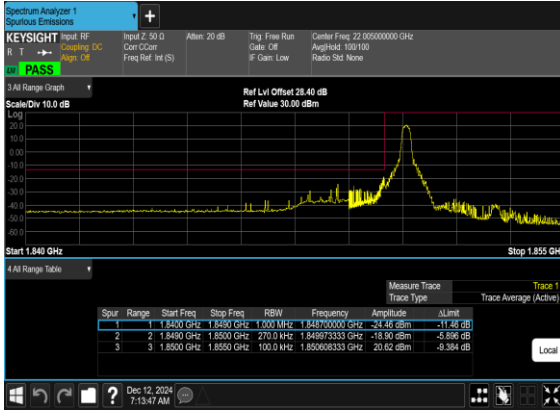 Spectrum Analyzer 1
Spurious Emissions
+
KEYSIGHT Input: RF Input Z: 50 Ω Atten: 20 dB Trig: Free Run Center Freq: 22.005000000 GHz
R T Coupling: DC Corr CCorr Gate: Off Avg|Hold: 100/100
Align: Off Freq Ref: Int (S) IF Gain: Low Radio Std: None
PASS
3 All Range Graph
Ref Lvl Offset 28.40 dB
Scale/Div 10.0 dB Ref Value 30.00 dBm
Log
20.0
10.0
0.00
-10.0
-20.0
-30.0
-40.0
-50.0
-60.0
Start 1.840 GHz Stop 1.855 GH
4 All Range Table
Measure Trace Trace 1
Trace Type Trace Average (Active)
Spur Range Start Freq Stop Freq RBW Frequency Amplitude ΔLimit
1 1 1.8400 GHz 1.8490 GHz 1.000 MHz 1.848700000 GHz -24.46 dBm -11.46 dB
2 2 1.8490 GHz 1.8500 GHz 270.0 kHz 1.849973333 GHz -18.90 dBm -5.896 dB
3 3 1.8500 GHz 1.8550 GHz 100.0 kHz 1.850608333 GHz 20.62 dBm -9.384 dB
Local
?
Dec 12, 2024
7:13:47 AM